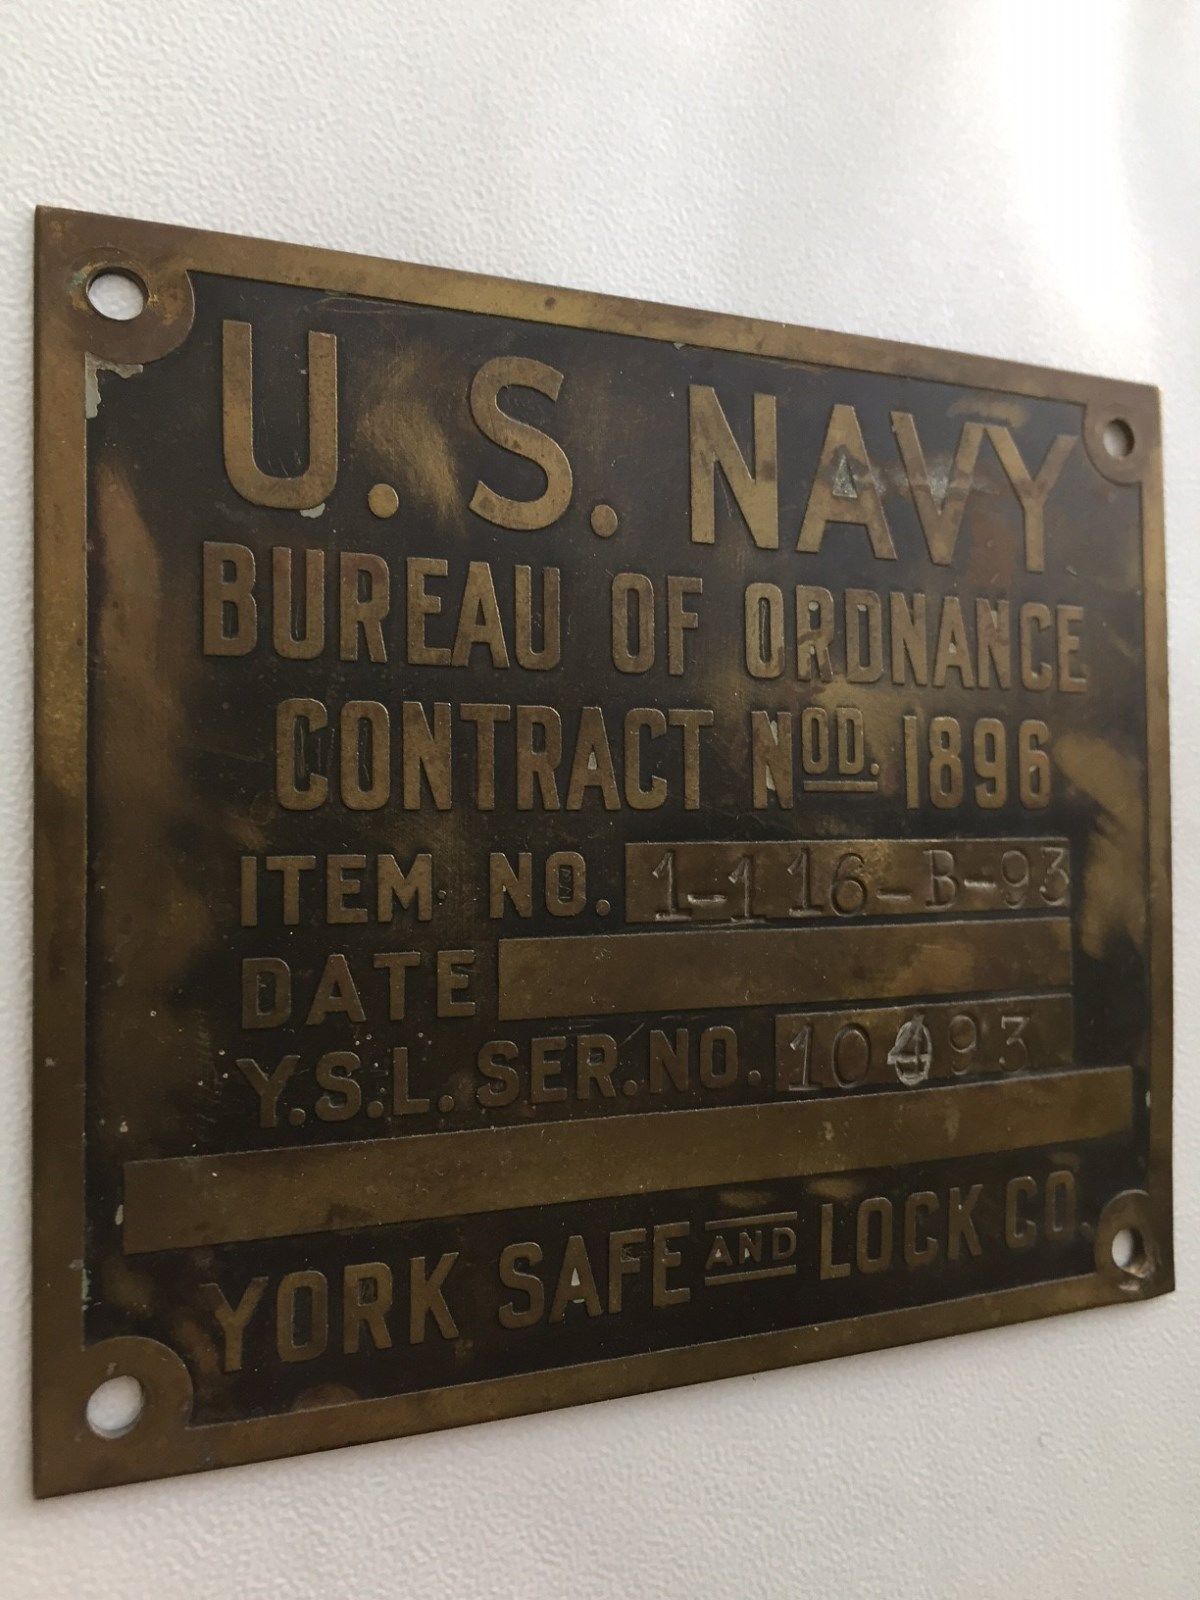 U. S. NAVY
BUREAU OF ORDNANCE
CONTRACT NOD. 1896
ITEM NO. 1-116-B-93
DATE
Y.S.L. SER. NO. 10493
YORK SAFE AND LOCK CO.